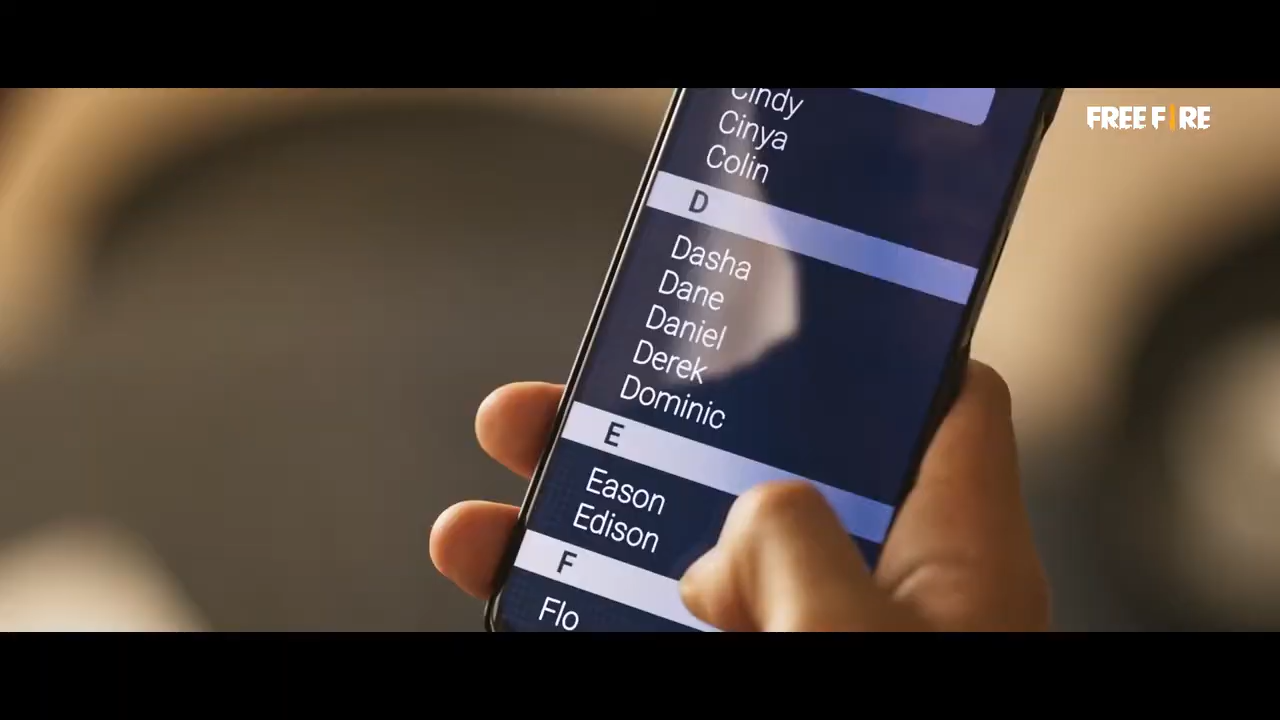 FREE FIRE
Cindy
Cinya
Colin
D
Dasha
Dane
Daniel
Derek
Dominic
E
Eason
Edison
F
Flo